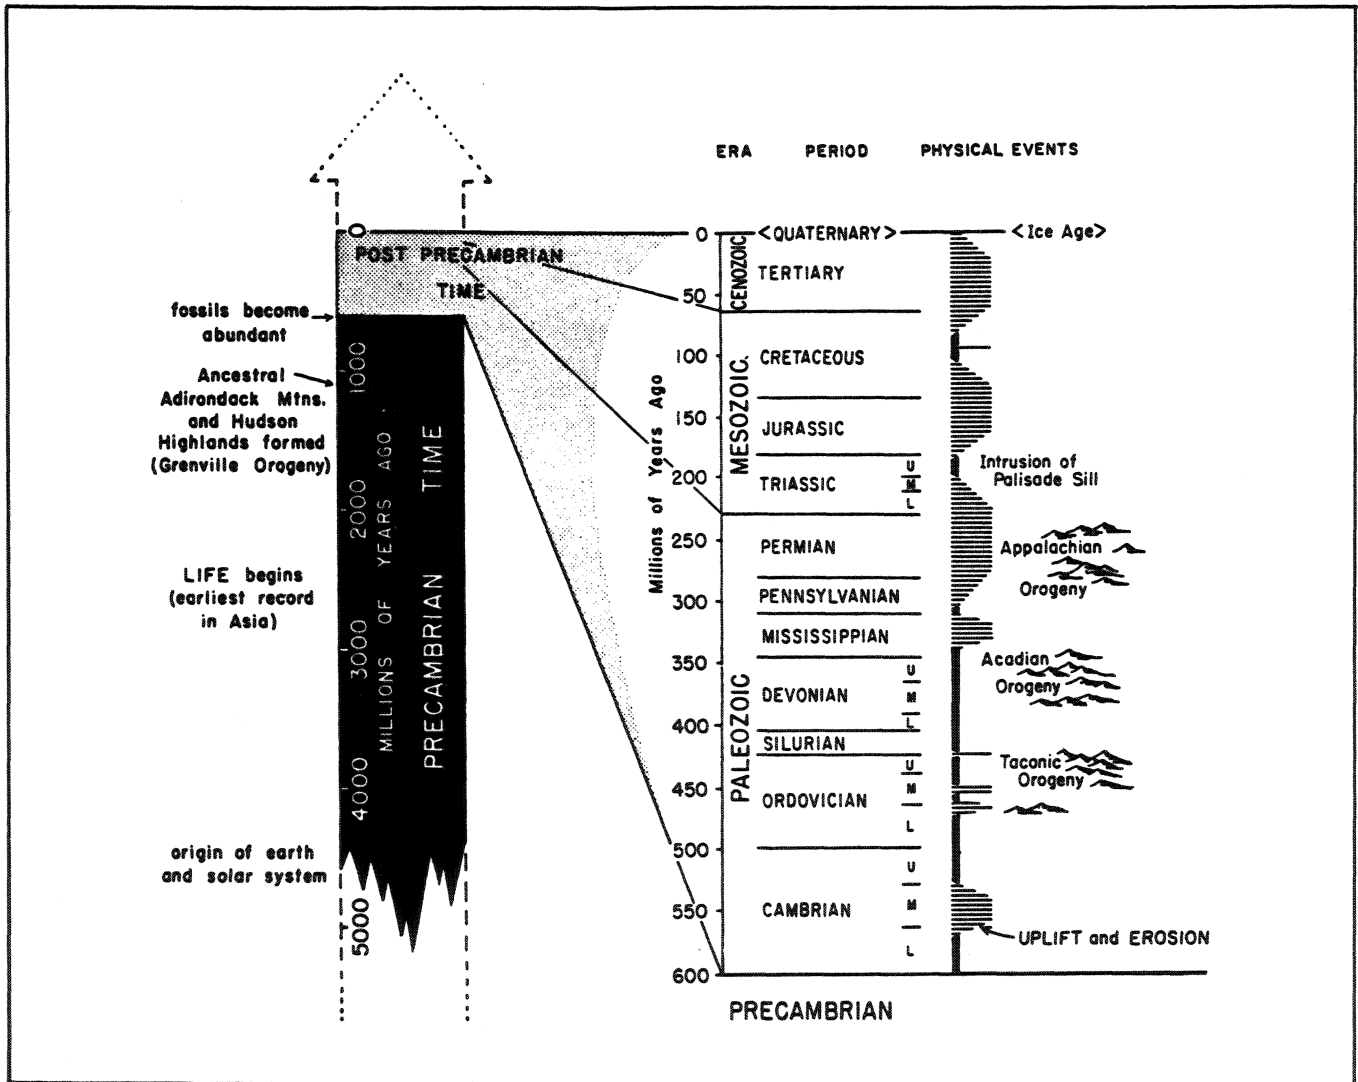 ERA PERIOD PHYSICAL EVENTS
0
POST PRECAMBRIAN
TIME
fossils become
abundant
Ancestral
Adirondack Mtns.
and Hudson
Highlands formed
(Grenville Orogeny)
LIFE begins
(earliest record
in Asia)
origin of earth
and solar system
1000
2000
3000
4000
5000
MILLIONS OF YEARS AGO
PRECAMBRIAN TIME
Millions of Years Ago
0
50
100
150
200
250
300
350
400
450
500
550
600
CENOZOIC
MESOZOIC
PALEOZOIC
<QUATERNARY>
TERTIARY
CRETACEOUS
JURASSIC
TRIASSIC
U
M
L
PERMIAN
PENNSYLVANIAN
MISSISSIPPIAN
DEVONIAN
U
M
L
SILURIAN
ORDOVICIAN
U
M
L
CAMBRIAN
U
M
L
<Ice Age>
Intrusion of
Palisade Sill
Appalachian
Orogeny
Acadian
Orogeny
Taconic
Orogeny
UPLIFT and EROSION
PRECAMBRIAN